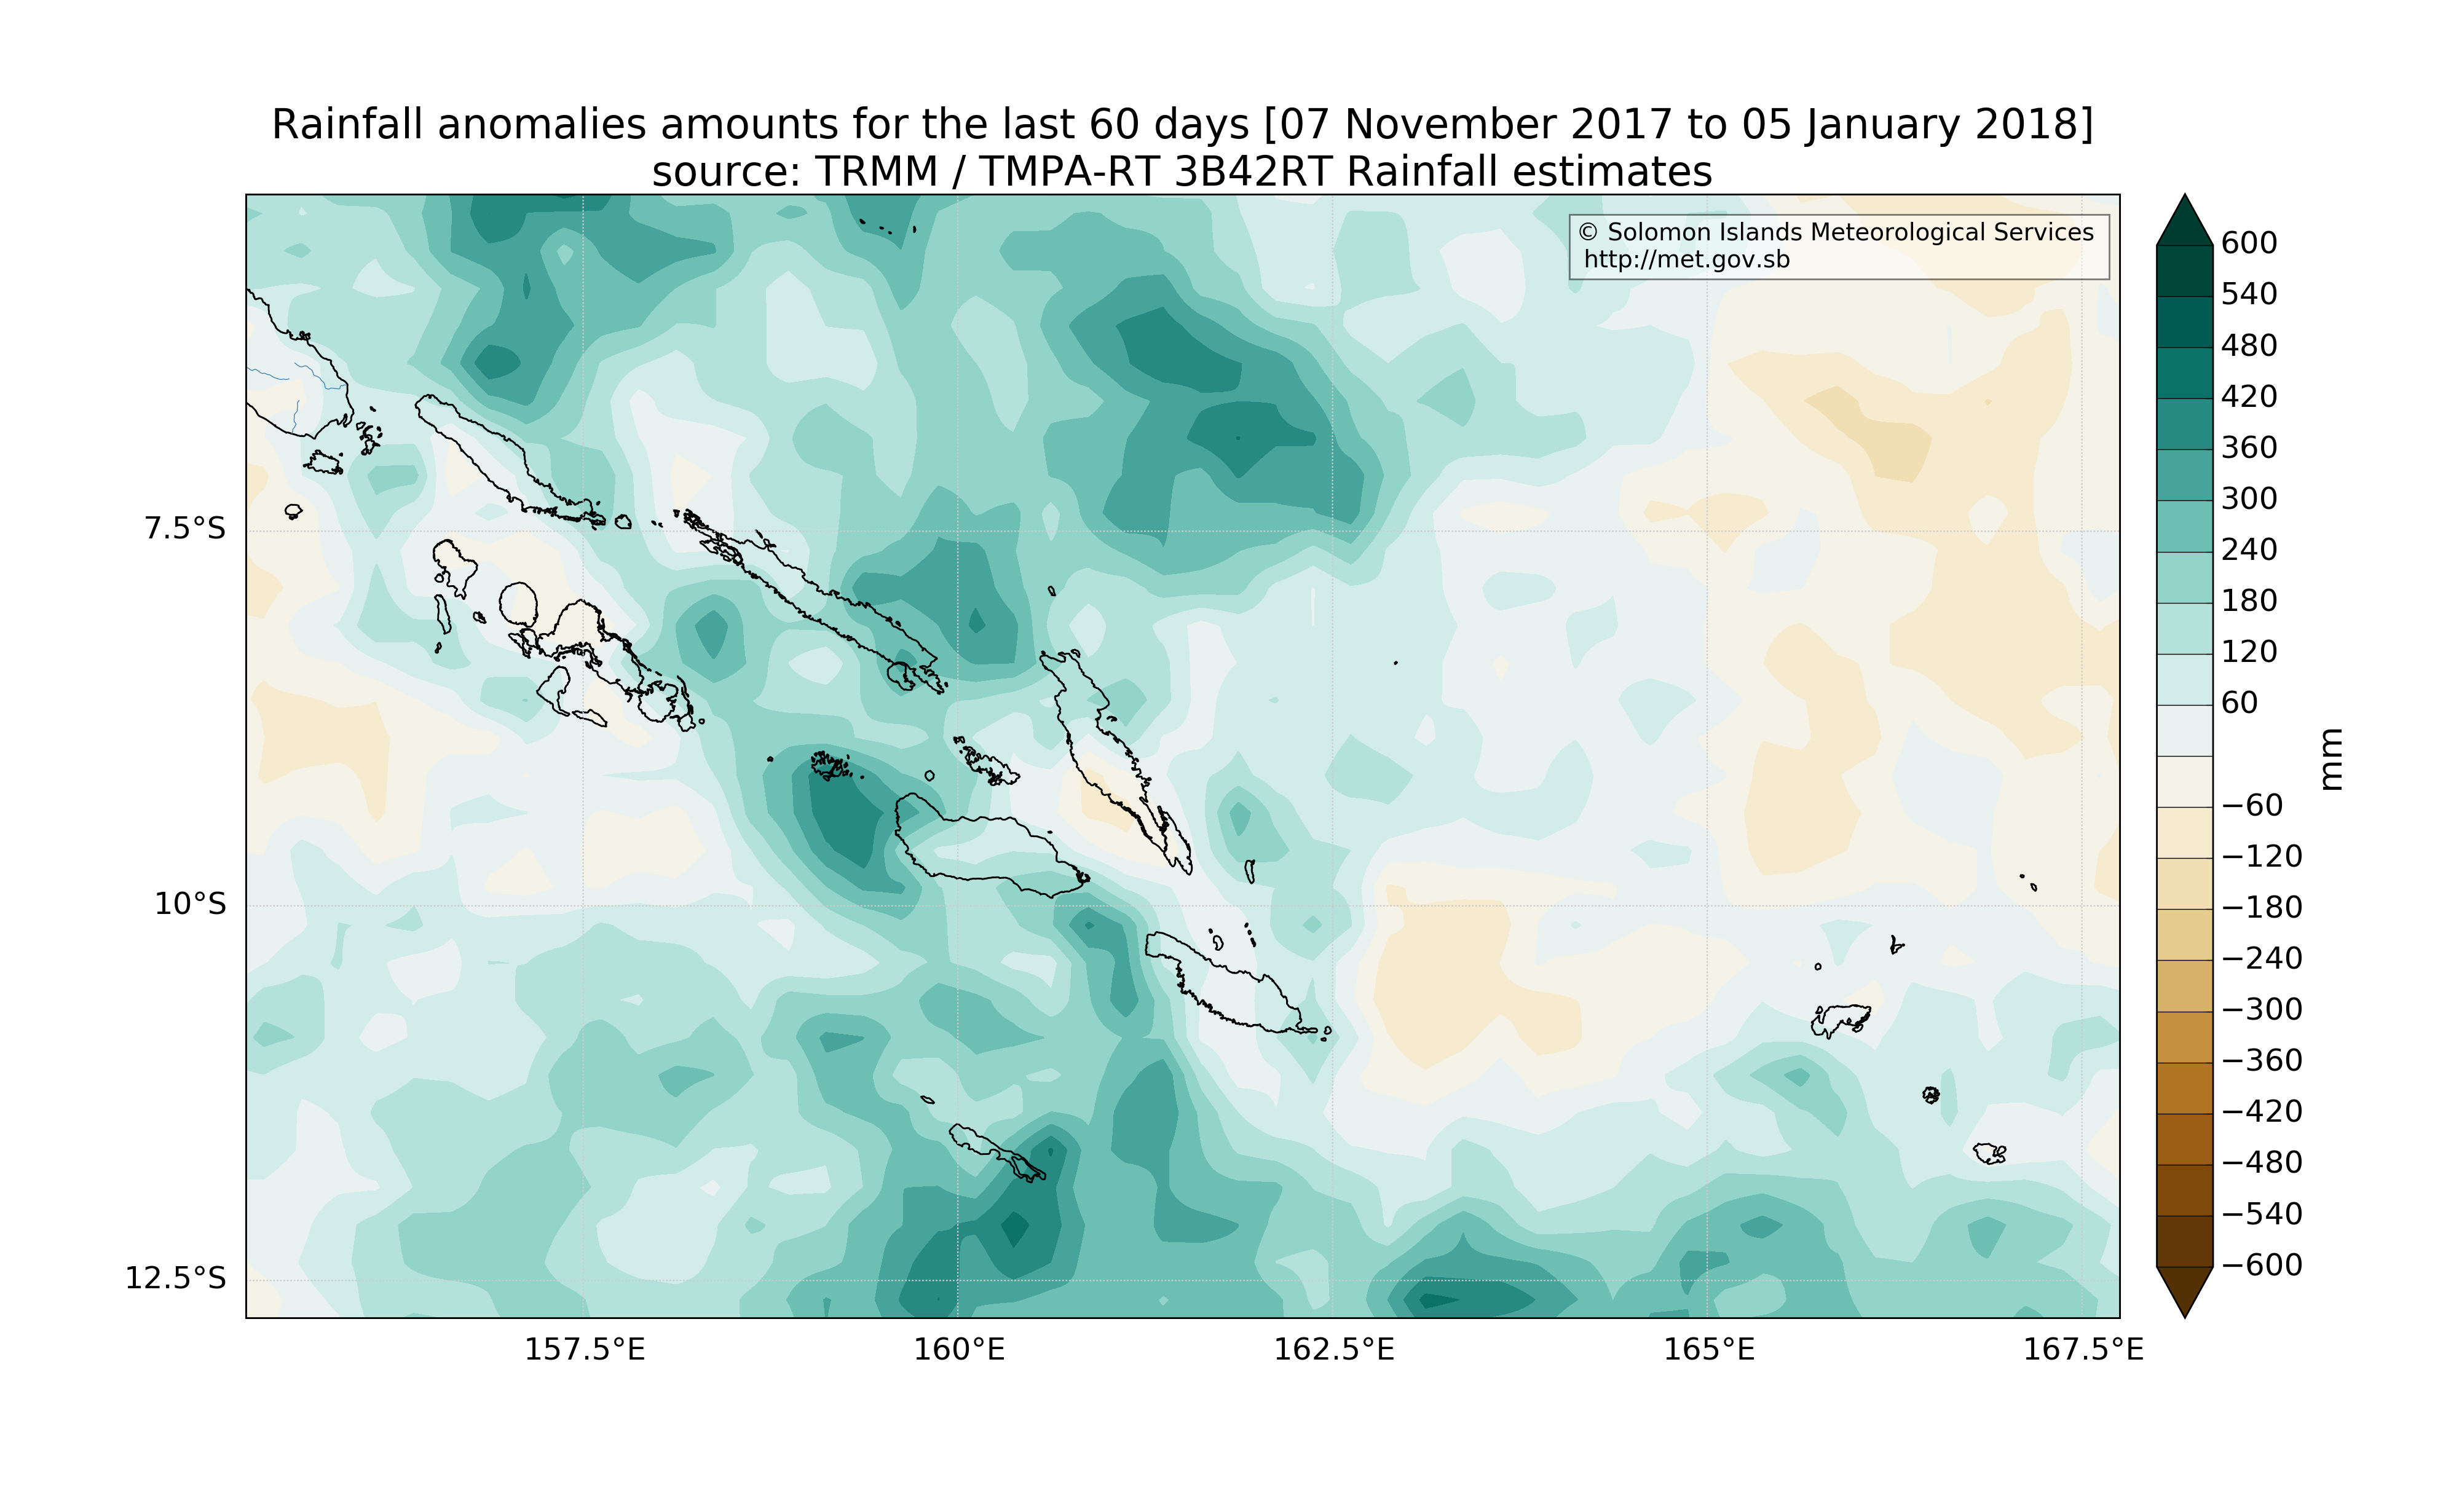 Rainfall anomalies amounts for the last 60 days [07 November 2017 to 05 January 2018]
source: TRMM / TMPA-RT 3B42RT Rainfall estimates
© Solomon Islands Meteorological Services
http://met.gov.sb
7.5°S
10°S
12.5°S
157.5°E
160°E
162.5°E
165°E
167.5°E
600
540
480
420
360
300
240
180
120
60
−60
−120
−180
−240
−300
−360
−420
−480
−540
−600
mm